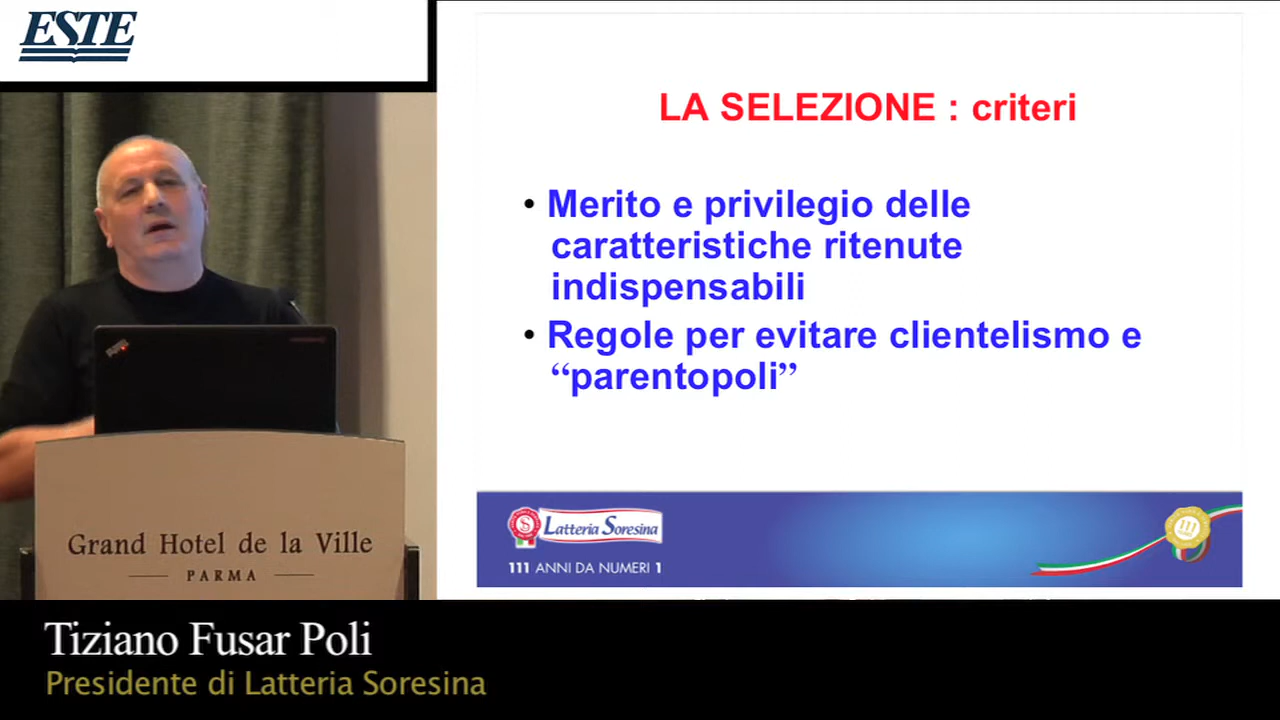 ESTE
LA SELEZIONE : criteri
• Merito e privilegio delle
caratteristiche ritenute
indispensabili
• Regole per evitare clientelismo e
“parentopoli”
Latteria Soresina
111 ANNI DA NUMERI 1
111
Grand Hotel de la Ville
PARMA
Tiziano Fusar Poli
Presidente di Latteria Soresina